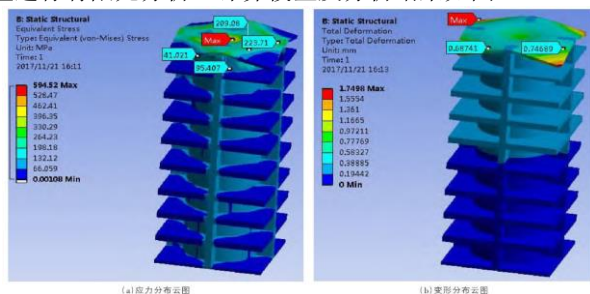 B: Static Structural
Equivalent Stress
Type: Equivalent (von-Mises) Stress
Unit: MPa
Time: 1
2017/11/21 16:11
594.52 Max
528.47
462.41
396.35
330.29
264.23
198.18
132.12
66.059
0.00108 Min
209.06
Max
223.71
41.021
95.407
(a)应力分布云图
B: Static Structural
Total Deformation
Type: Total Deformation
Unit: mm
Time: 1
2017/11/21 16:13
1.7498 Max
1.5554
1.361
1.1665
0.97211
0.77769
0.58327
0.38885
0.19442
0 Min
Max
0.68741
0.74689
(b)变形分布云图